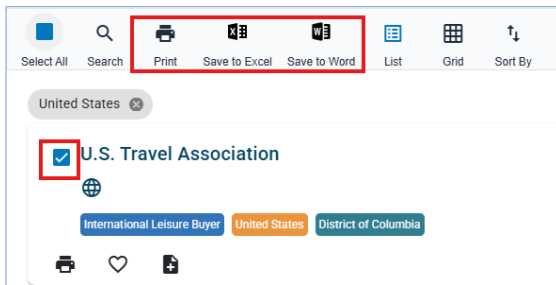 Select All Search Print Save to Excel Save to Word List Grid Sort By
United States
U.S. Travel Association
International Leisure Buyer United States District of Columbia